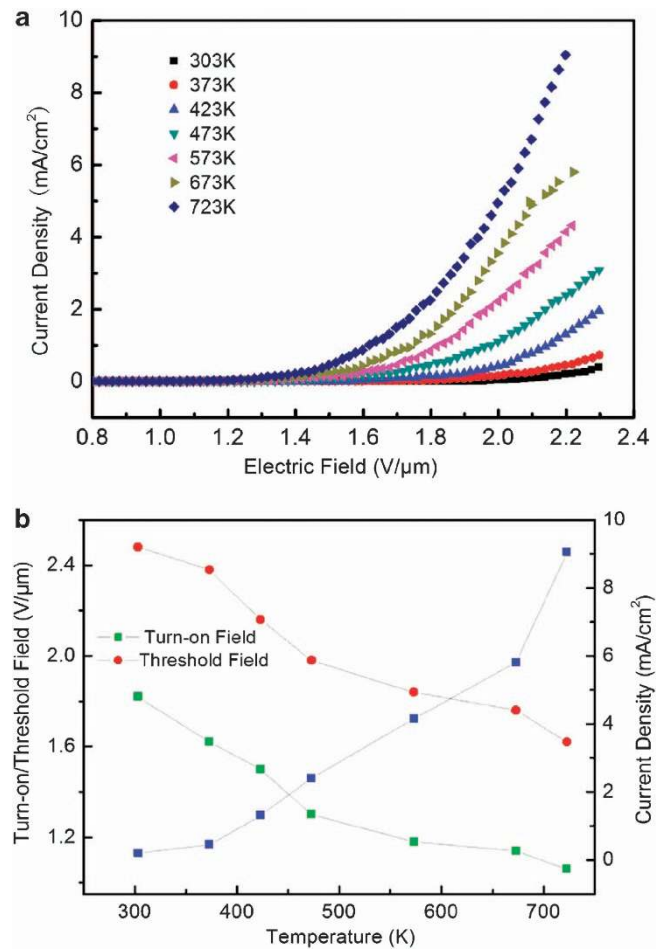 a
10
8
6
4
2
0
Current Density (mA/cm²)
303K
373K
423K
473K
573K
673K
723K
0.8 1.0 1.2 1.4 1.6 1.8 2.0 2.2 2.4
Electric Field (V/μm)
b
2.4
2.0
1.6
1.2
Turn-on/Threshold Field (V/μm)
Turn-on Field
Threshold Field
10
8
6
4
2
0
Current Density (mA/cm²)
300 400 500 600 700
Temperature (K)